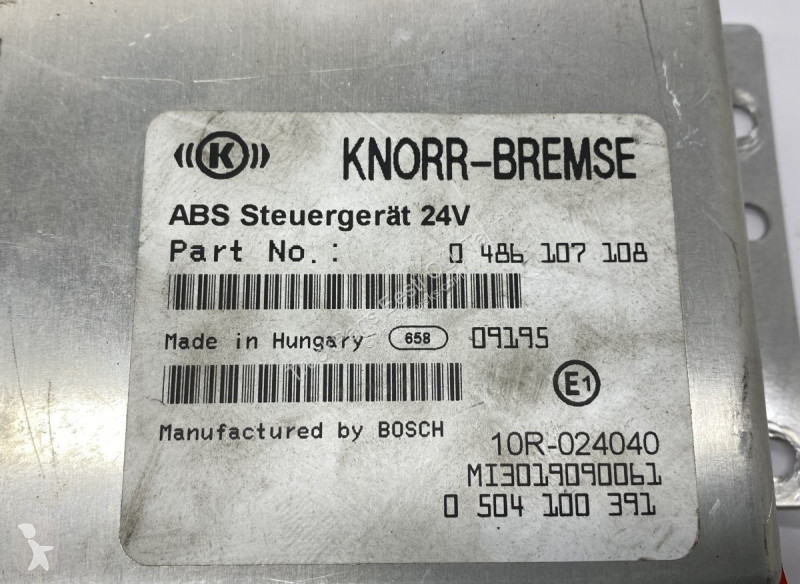 K KNORR-BREMSE
ABS Steuergerät 24V
Part No.: 0 486 107 108
Made in Hungary 658 09195
E1
Manufactured by BOSCH
10R-024040
MI3019090061
0 504 100 391